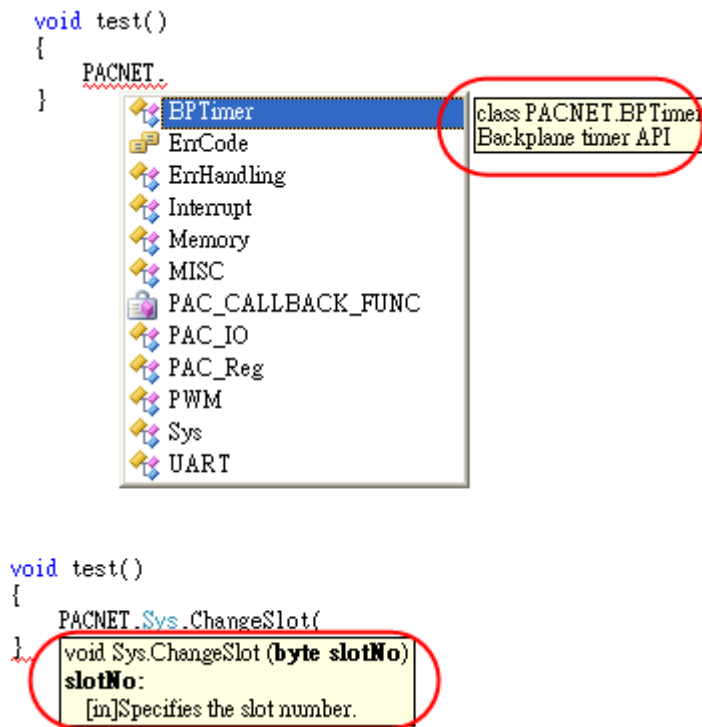 void test()
{
PACNET.
}
BPTimer
class PACNET.BPTimer
Backplane timer API
ErrCode
ErrHandling
Interrupt
Memory
MISC
PAC_CALLBACK_FUNC
PAC_IO
PAC_Reg
PWM
Sys
UART
void test()
{
PACNET.Sys.ChangeSlot(
}
void Sys.ChangeSlot (byte slotNo)
slotNo:
[in]Specifies the slot number.